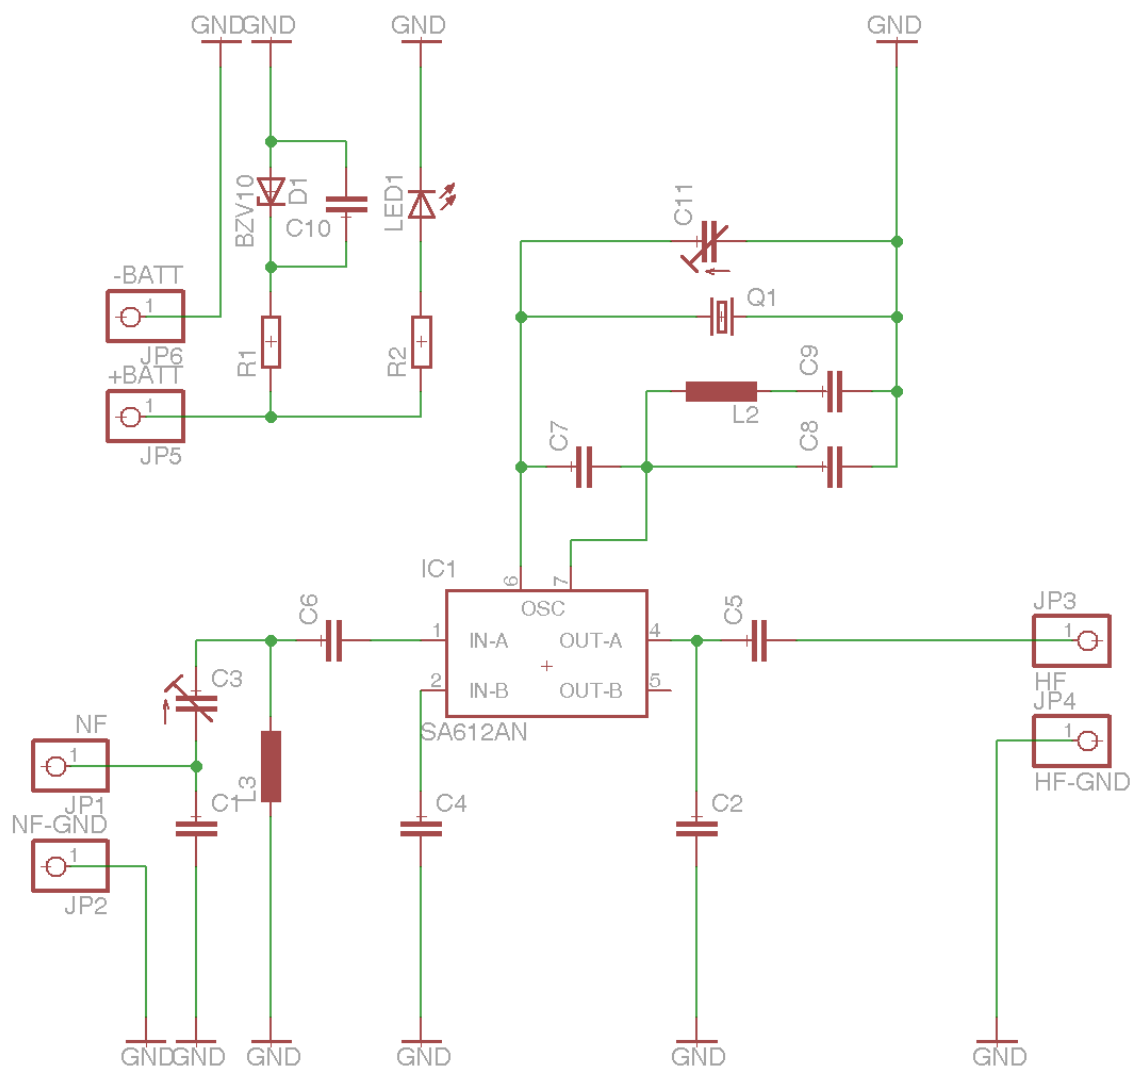 GND
GND
GND
GND
BZV10
D1
C10
LED1
C11
-BATT
1
JP6
Q1
R1
R2
+BATT
1
JP5
C9
L2
C7
C8
IC1
6
7
OSC
C6
1
IN-A
OUT-A
4
C5
JP3
1
HF
2
IN-B
OUT-B
5
SA612AN
C3
NF
1
JP1
JP4
1
HF-GND
C1
L3
C4
C2
NF-GND
1
JP2
GND
GND
GND
GND
GND
GND